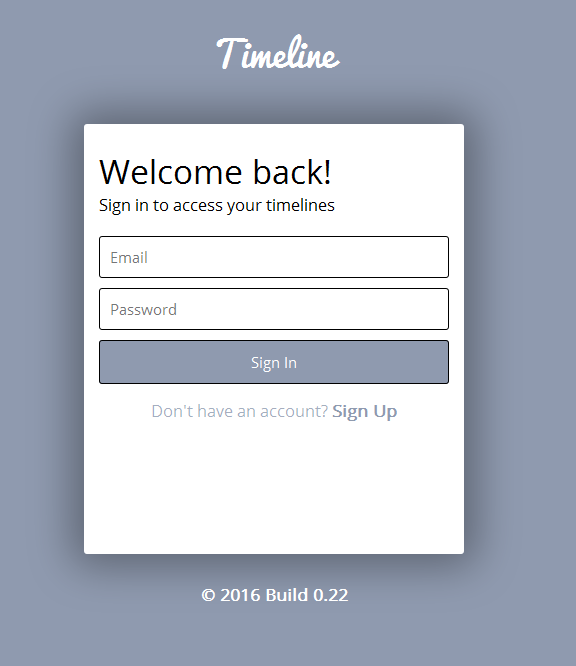 Timeline
Welcome back!
Sign in to access your timelines
Email
Password
Sign In
Don't have an account? Sign Up
© 2016 Build 0.22